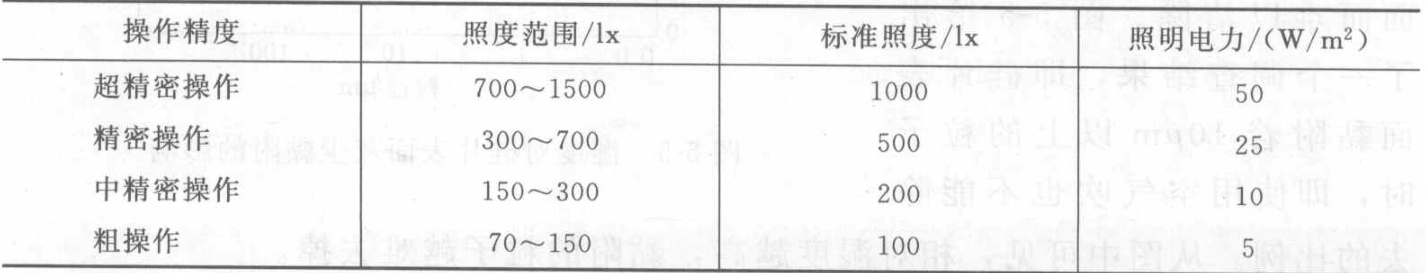 操作精度 照度范围/lx 标准照度/lx 照明电力/(W/m²)
超精密操作 700～1500 1000 50
精密操作 300～700 500 25
中精密操作 150～300 200 10
粗操作 70～150 100 5